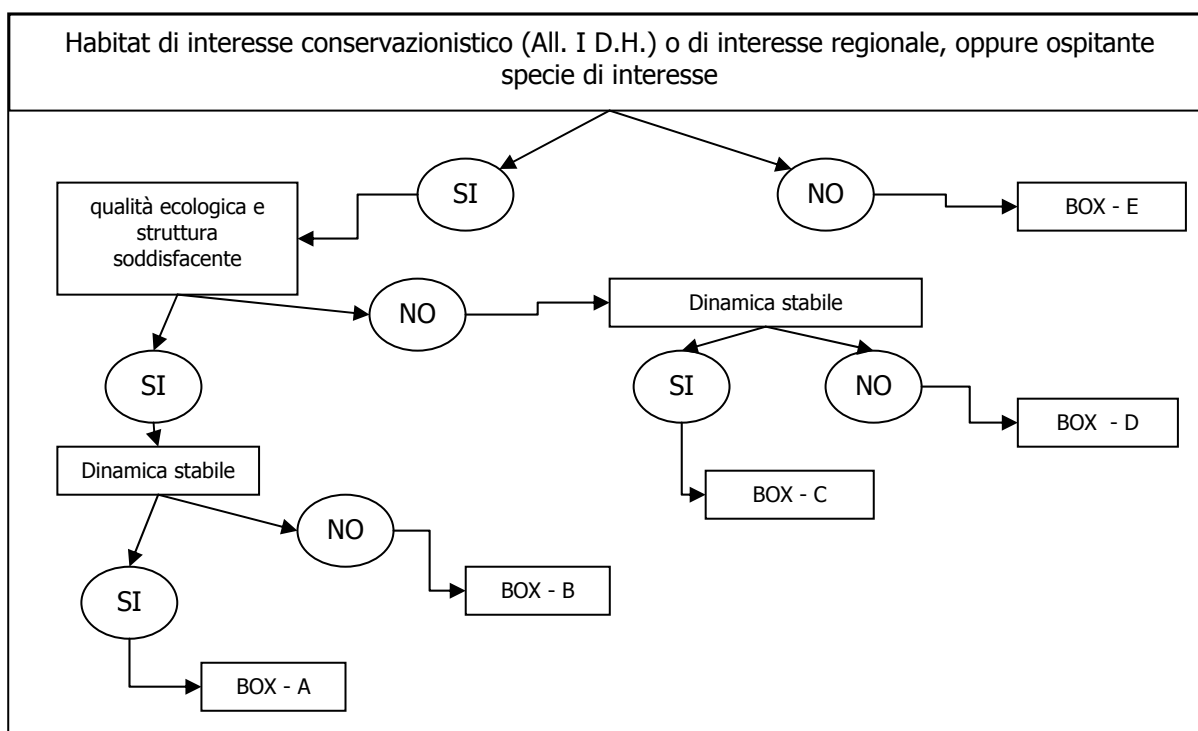 Habitat di interesse conservazionistico (All. I D.H.) o di interesse regionale, oppure ospitante
specie di interesse
SI
NO
BOX - E
qualità ecologica e
struttura
soddisfacente
NO
Dinamica stabile
SI
SI
NO
BOX - D
Dinamica stabile
BOX - C
NO
BOX - B
SI
BOX - A